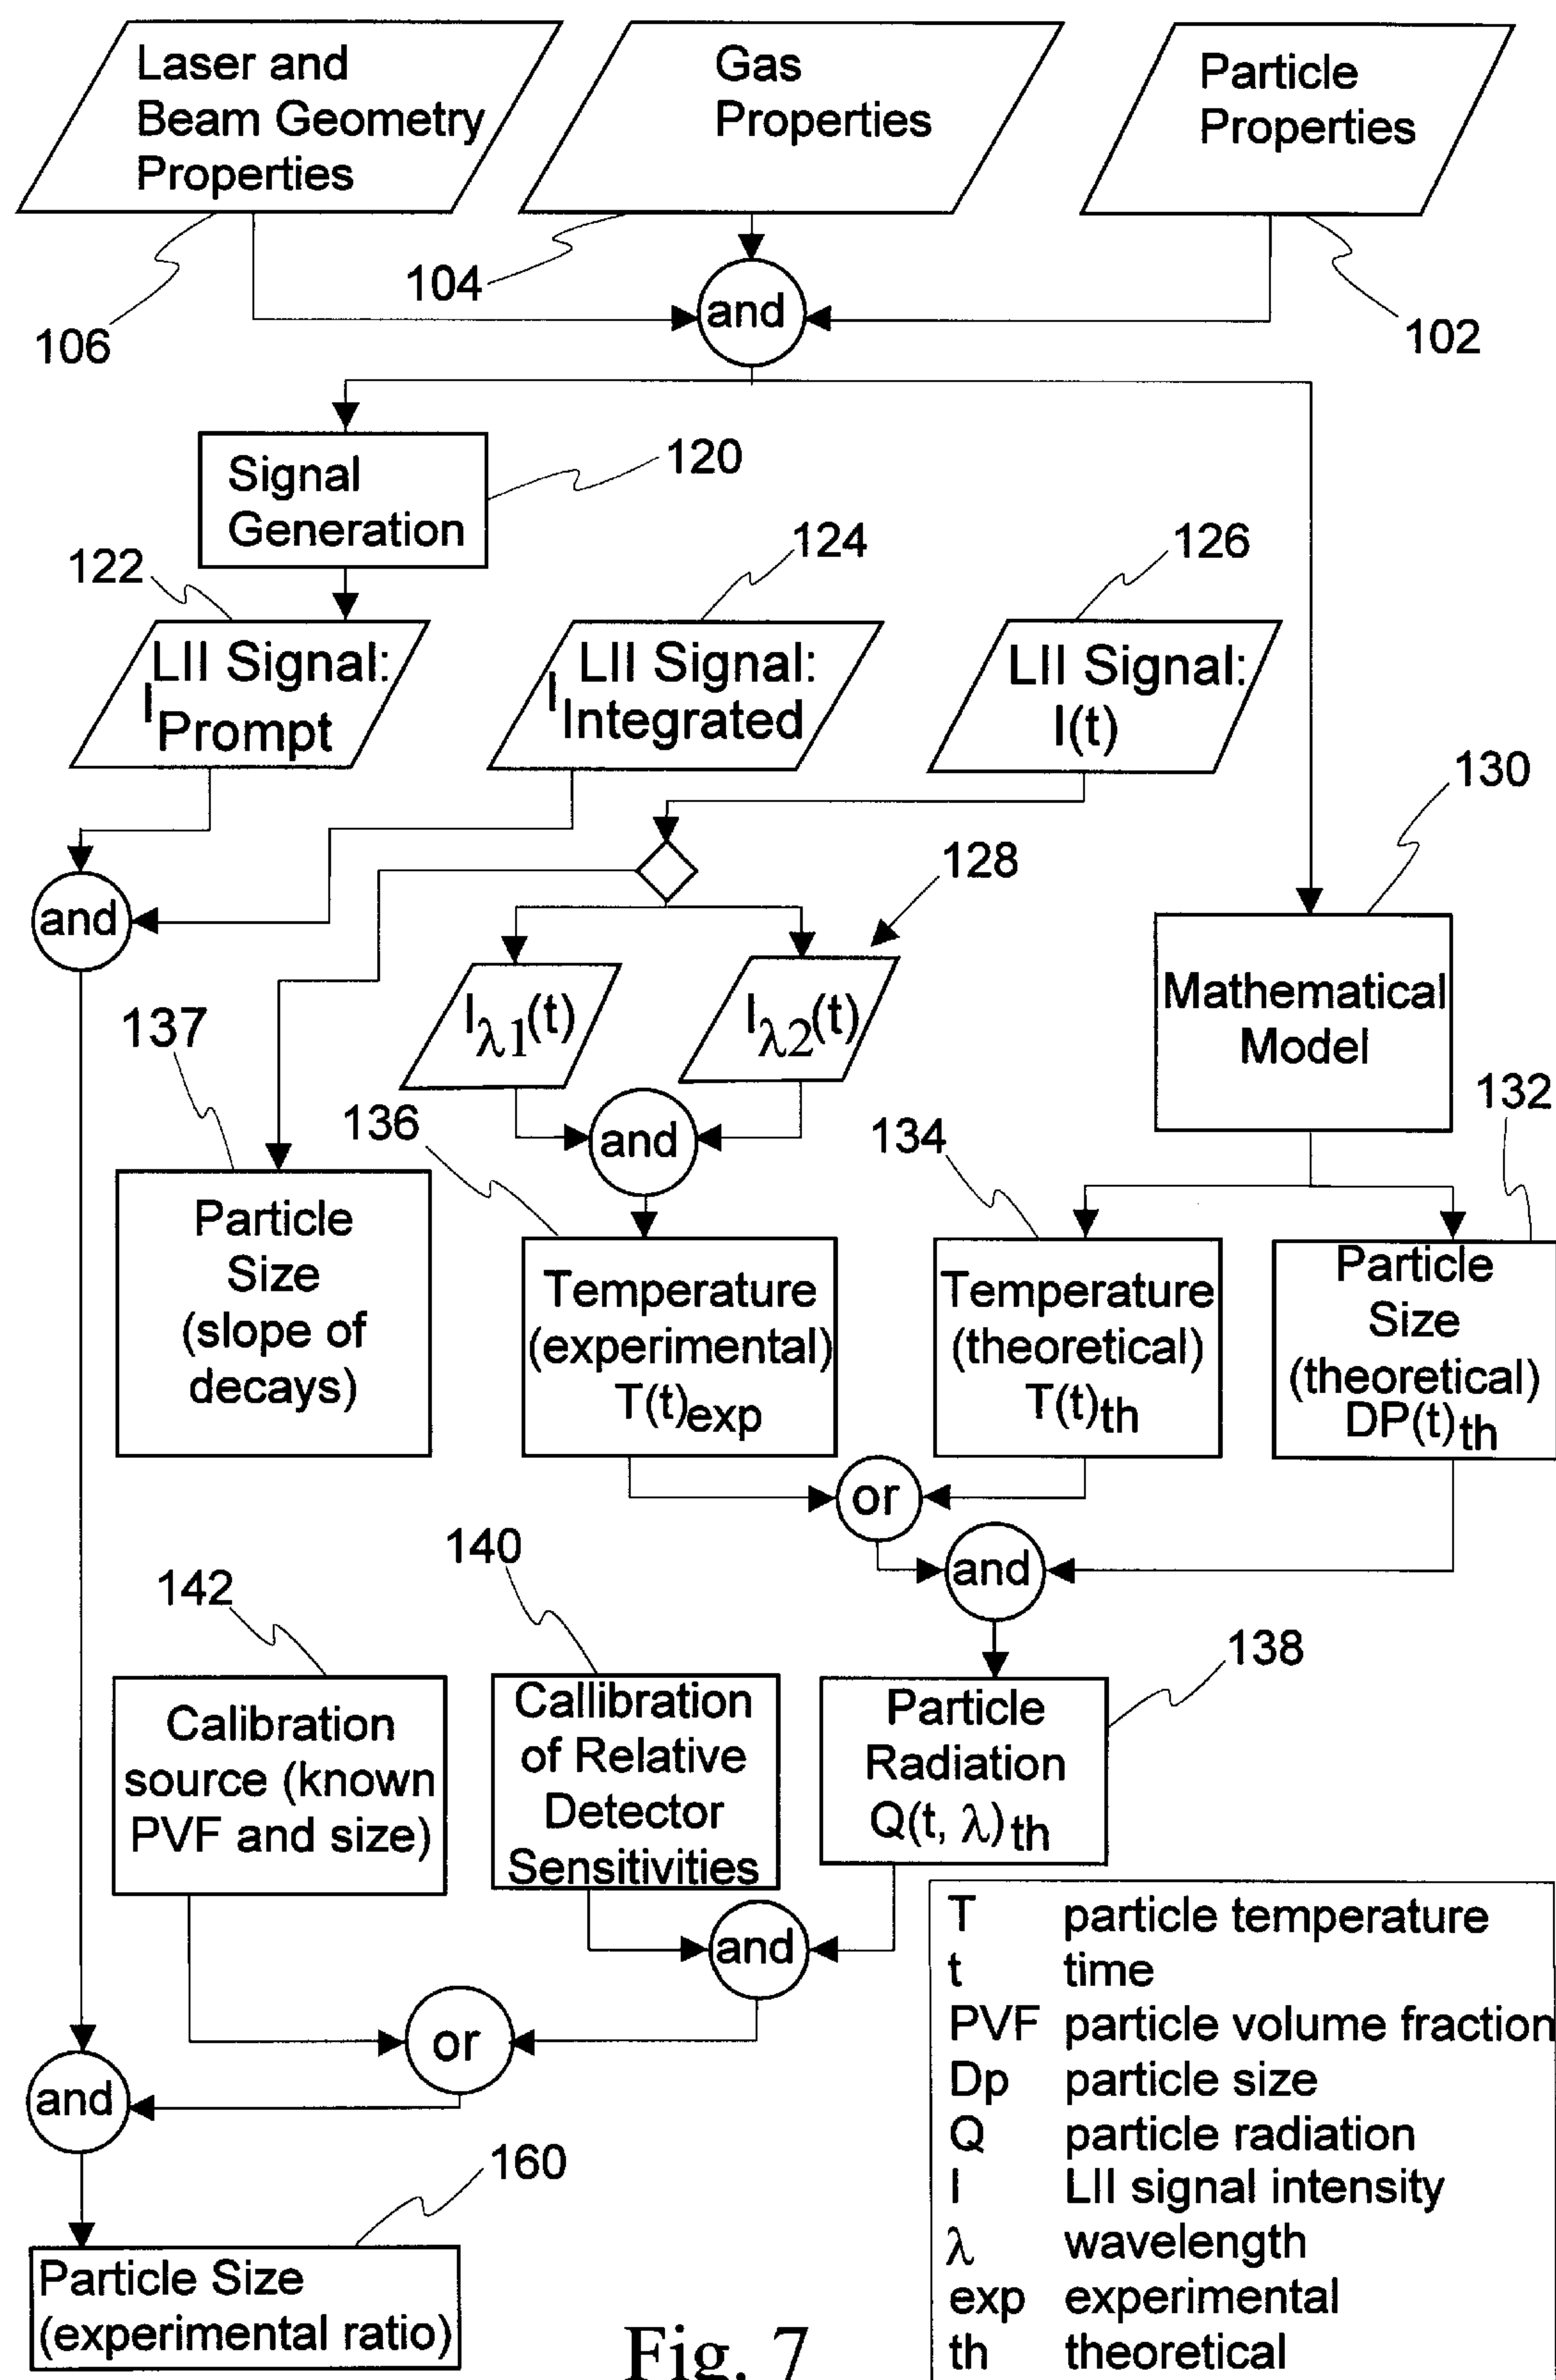 Laser and
Beam Geometry
Properties
Gas
Properties
Particle
Properties
106
104
and
102
Signal
Generation
120
122
124
126
LII Signal:
I Prompt
LII Signal:
I Integrated
LII Signal:
I(t)
130
and
128
Iλ1(t)
Iλ2(t)
Mathematical
Model
137
136
and
134
132
Particle
Size
(slope of
decays)
Temperature
(experimental)
T(t)exp
Temperature
(theoretical)
T(t)th
Particle
Size
(theoretical)
DP(t)th
or
and
142
140
138
Calibration
source (known
PVF and size)
Callibration
of Relative
Detector
Sensitivities
Particle
Radiation
Q(t, λ)th
and
or
and
160
Particle Size
(experimental ratio)
T particle temperature
t time
PVF particle volume fraction
Dp particle size
Q particle radiation
I LII signal intensity
λ wavelength
exp experimental
th theoretical
Fig. 7